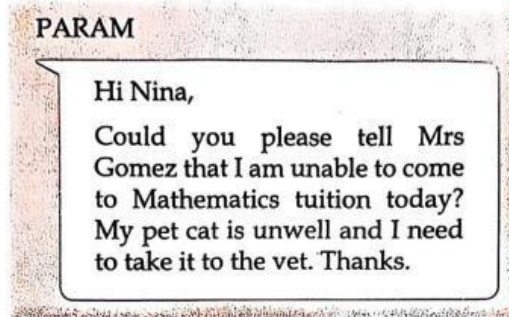 PARAM
Hi Nina,
Could you please tell Mrs
Gomez that I am unable to come
to Mathematics tuition today?
My pet cat is unwell and I need
to take it to the vet. Thanks.